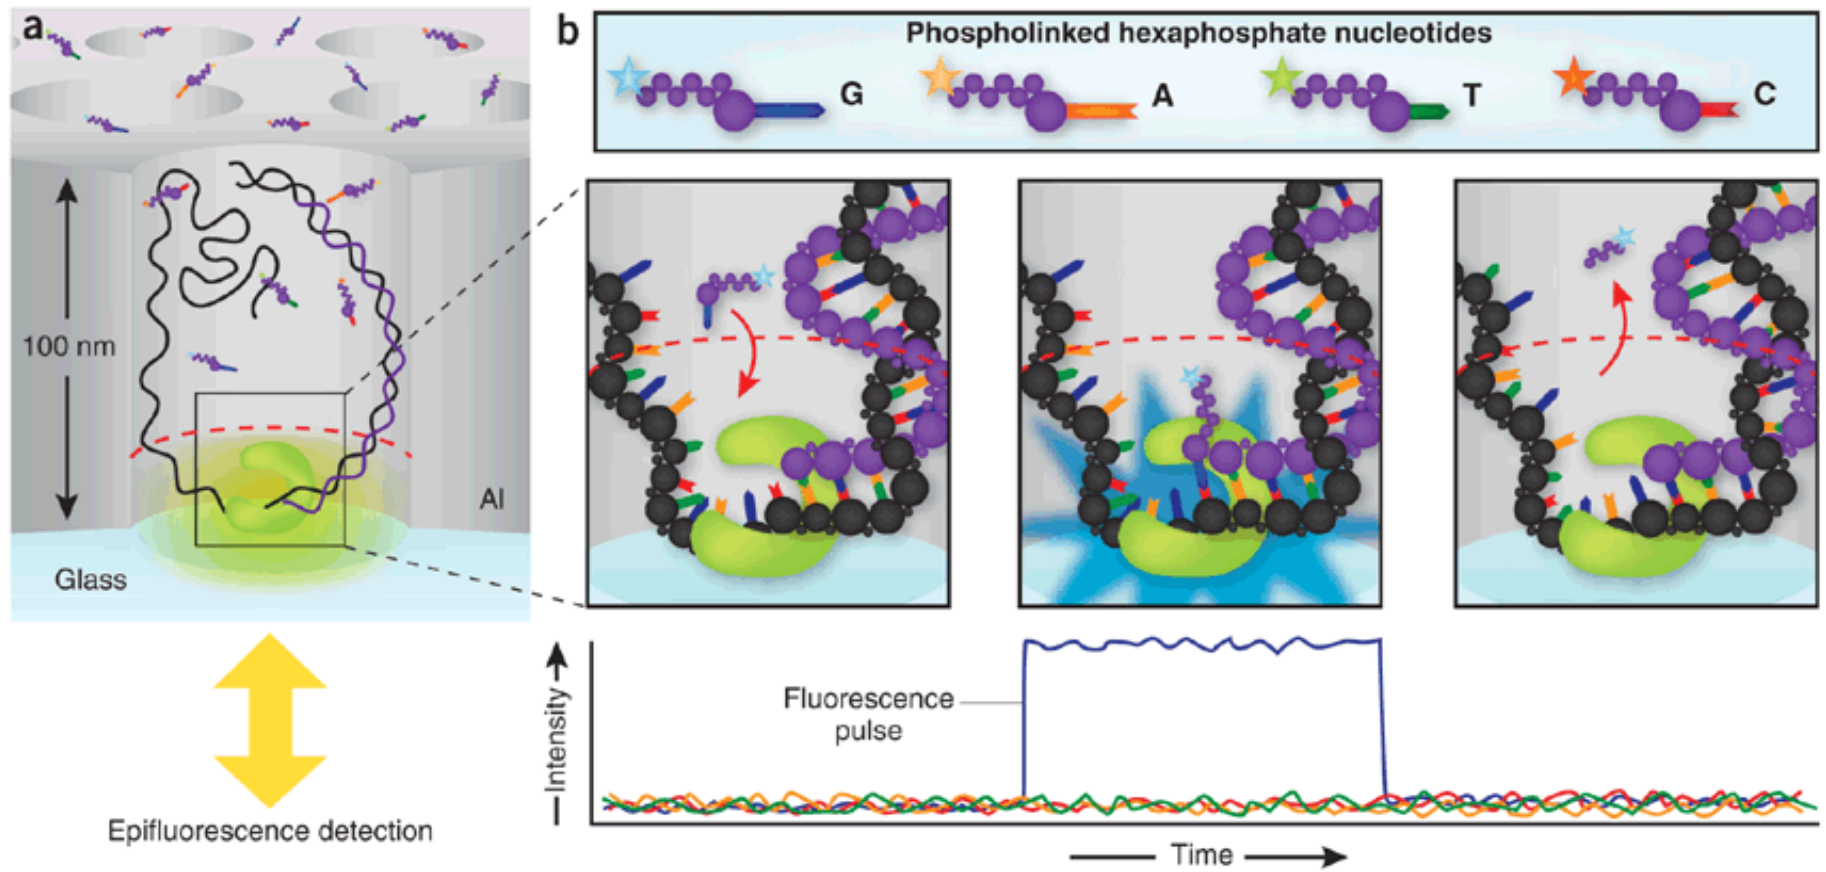 a
100 nm
Al
Glass
Epifluorescence detection
b
Phospholinked hexaphosphate nucleotides
G
A
T
C
Intensity
Fluorescence
pulse
Time